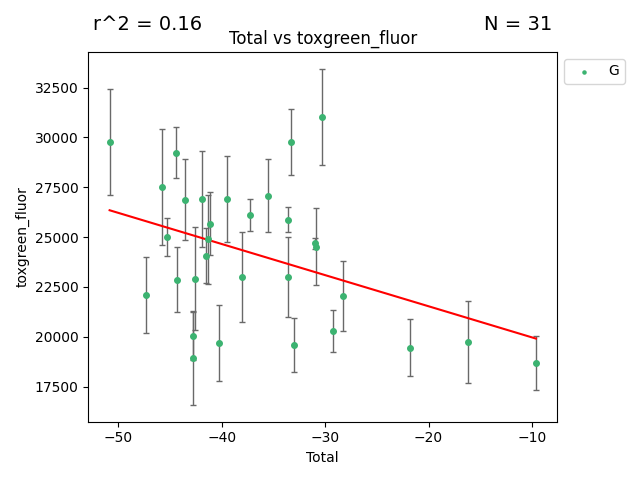 r^2 = 0.16
N = 31
Total vs toxgreen_fluor
G
32500
30000
27500
25000
22500
20000
17500
toxgreen_fluor
−50
−40
−30
−20
−10
Total